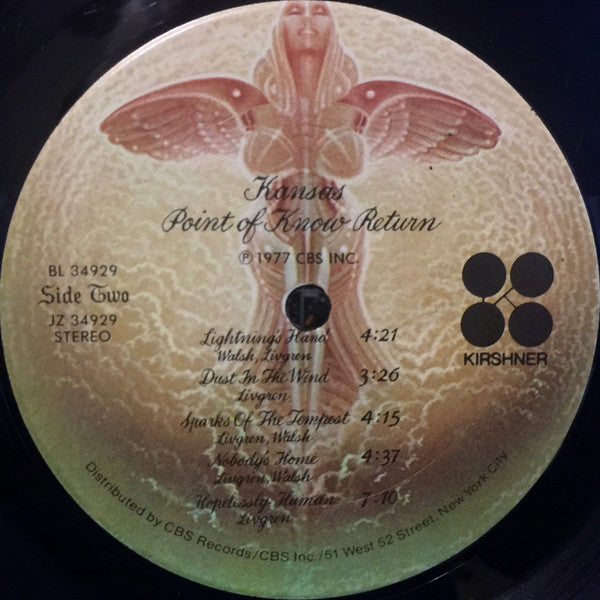 Kansas
Point of Know Return
℗ 1977 CBS INC.
BL 34929
Side Two
JZ 34929
STEREO
KIRSHNER
Lightning's Hand 4:21
Walsh, Livgren
Dust In The Wind 3:26
Livgren
Sparks Of The Tempest 4:15
Livgren, Walsh
Nobody's Home 4:37
Livgren, Walsh
Hopelessly Human 7:10
Livgren
Distributed by CBS Records/CBS Inc./51 West 52 Street, New York City